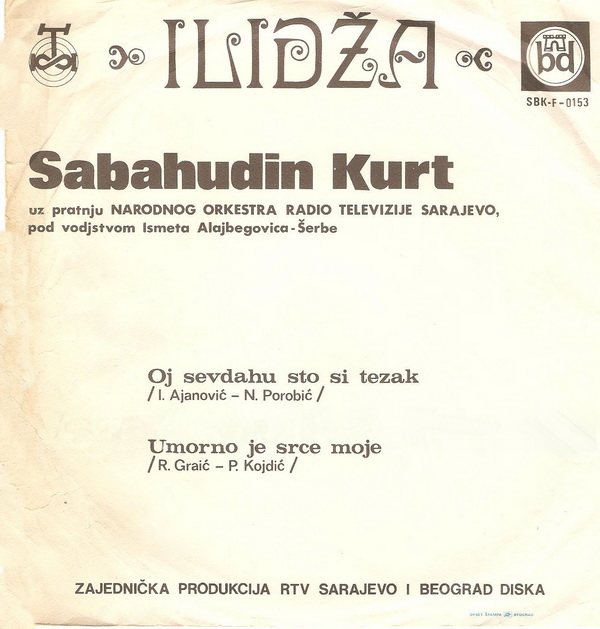 ILIDŽA
bd
SBK-F-0153
Sabahudin Kurt
uz pratnju NARODNOG ORKESTRA RADIO TELEVIZIJE SARAJEVO,
pod vodjstvom Ismeta Alajbegovica-Šerbe
Oj sevdahu sto si tezak
/I. Ajanović – N. Porobić/
Umorno je srce moje
/R. Graić – P. Kojdić/
ZAJEDNIČKA PRODUKCIJA RTV SARAJEVO I BEOGRAD DISKA